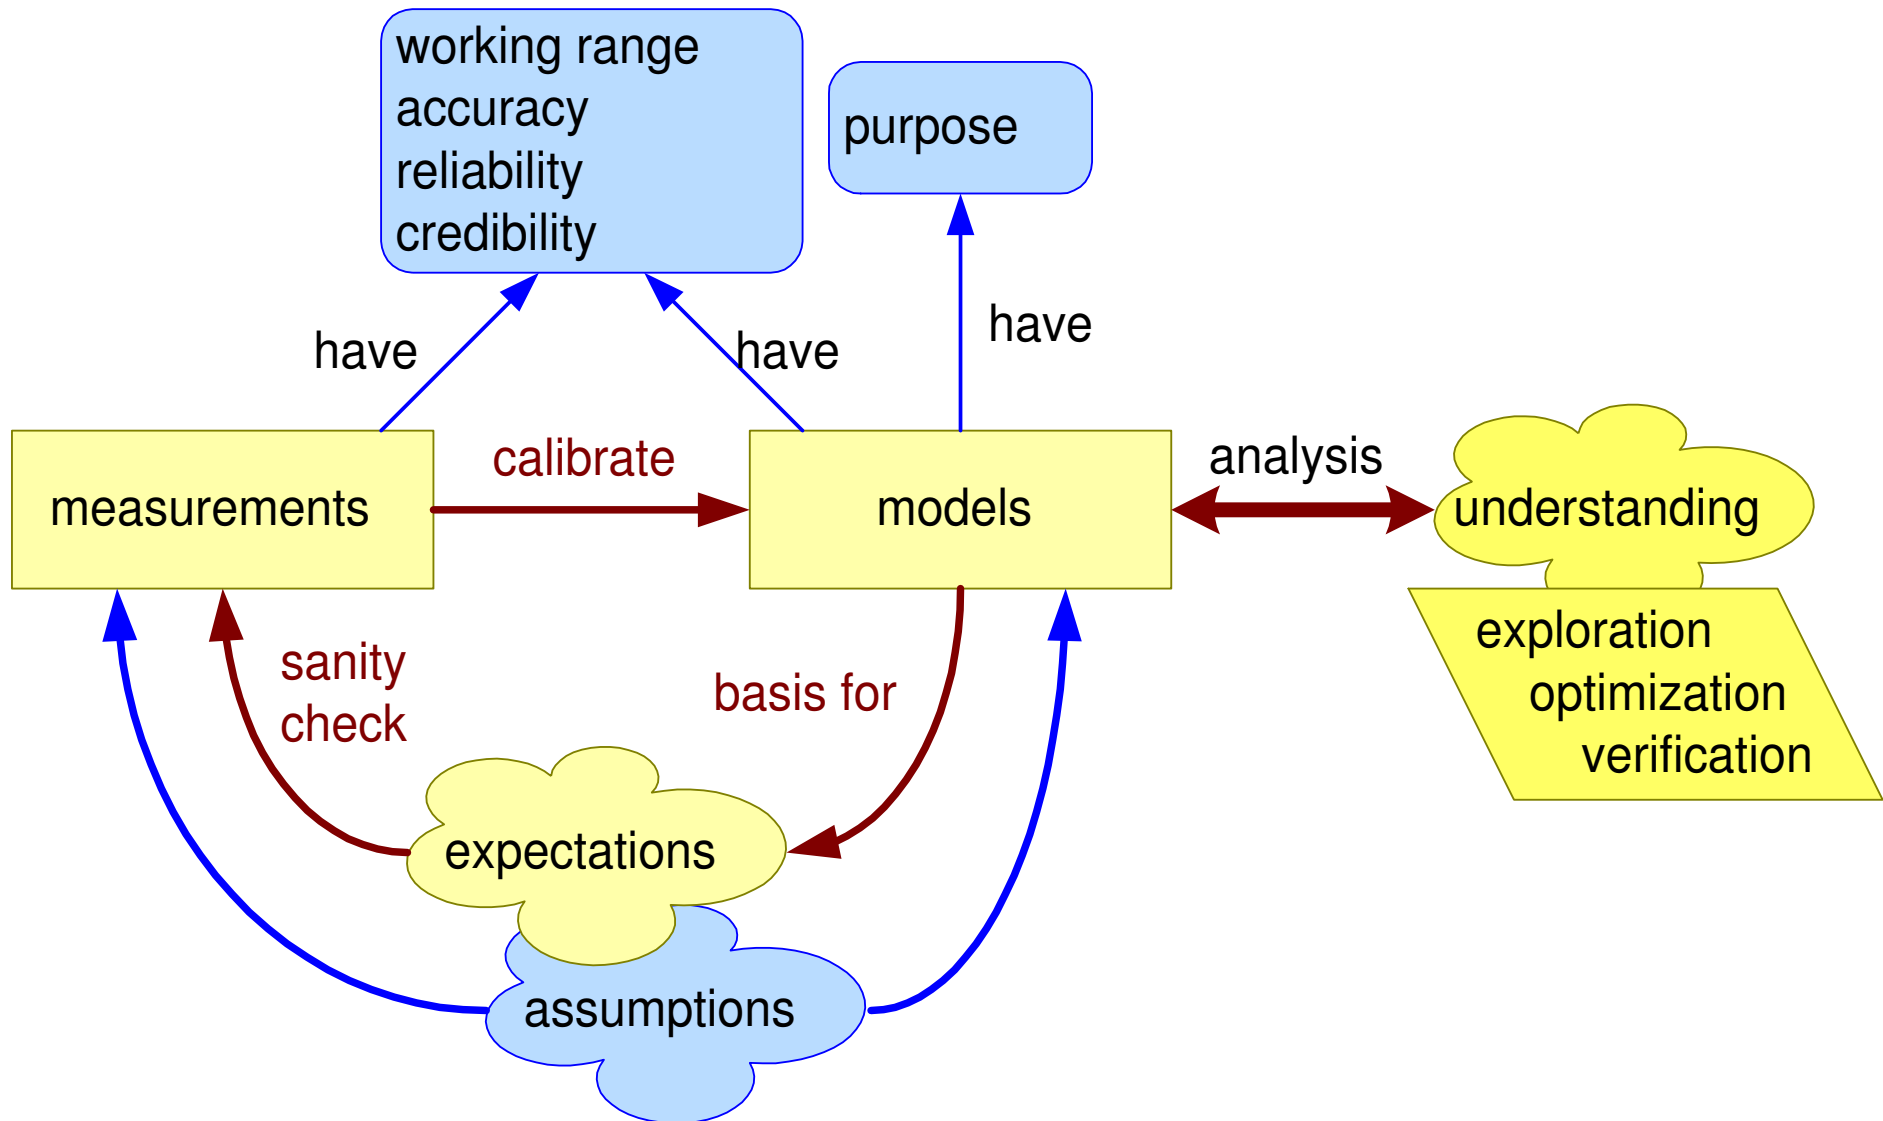 working range
accuracy
reliability
credibility
purpose
have
have
have
measurements
calibrate
models
analysis
understanding
sanity
check
basis for
exploration
optimization
verification
expectations
assumptions